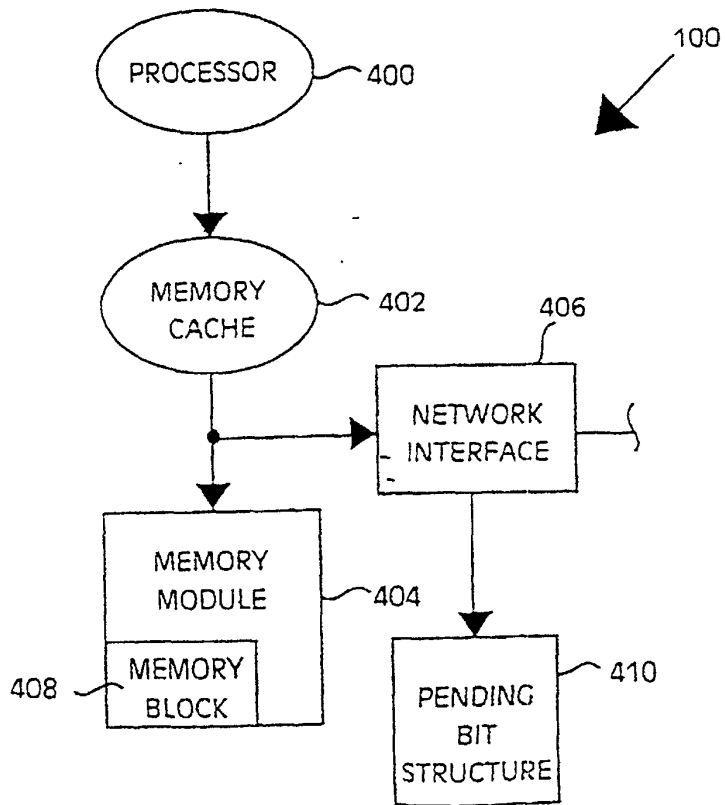 PROCESSOR
400
100
MEMORY
CACHE
402
406
NETWORK
INTERFACE
MEMORY
MODULE
404
408
MEMORY
BLOCK
410
PENDING
BIT
STRUCTURE